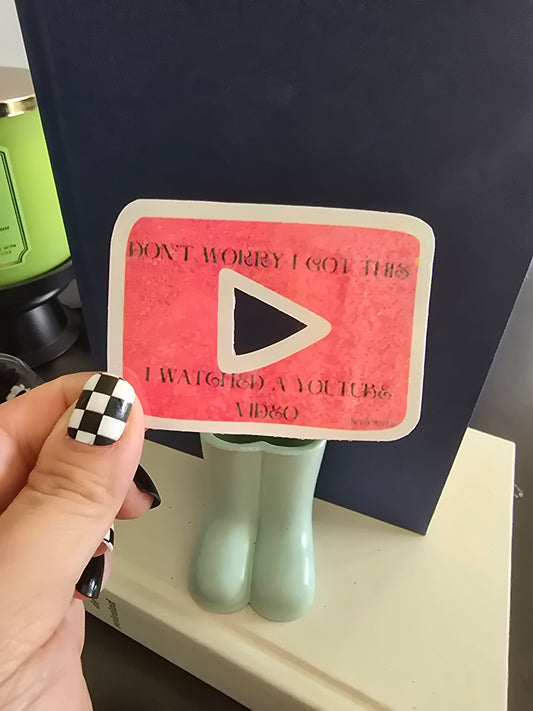 DON'T WORRY I GOT THIS
I WATCHED A YOUTUBE
VIDEO